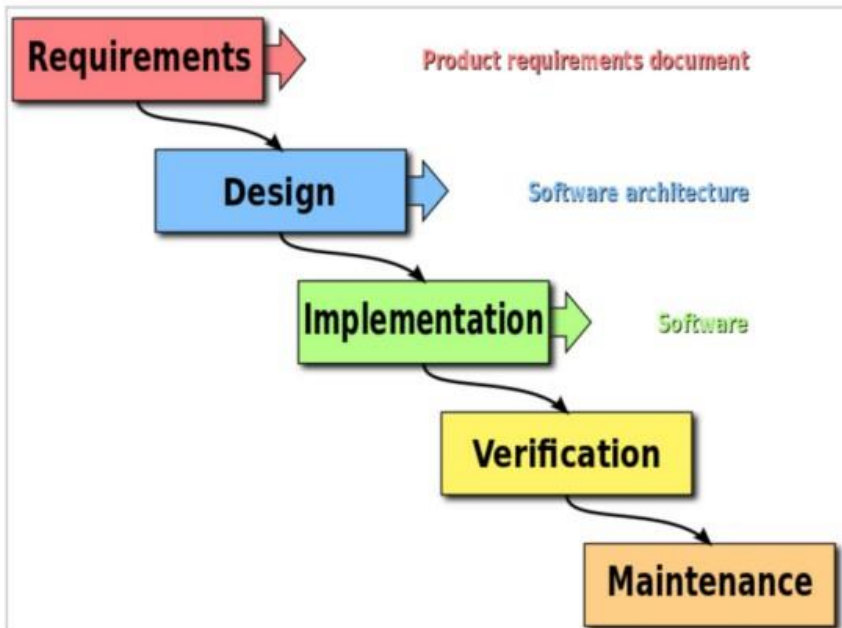 Requirements
Product requirements document
Design
Software architecture
Implementation
Software
Verification
Maintenance